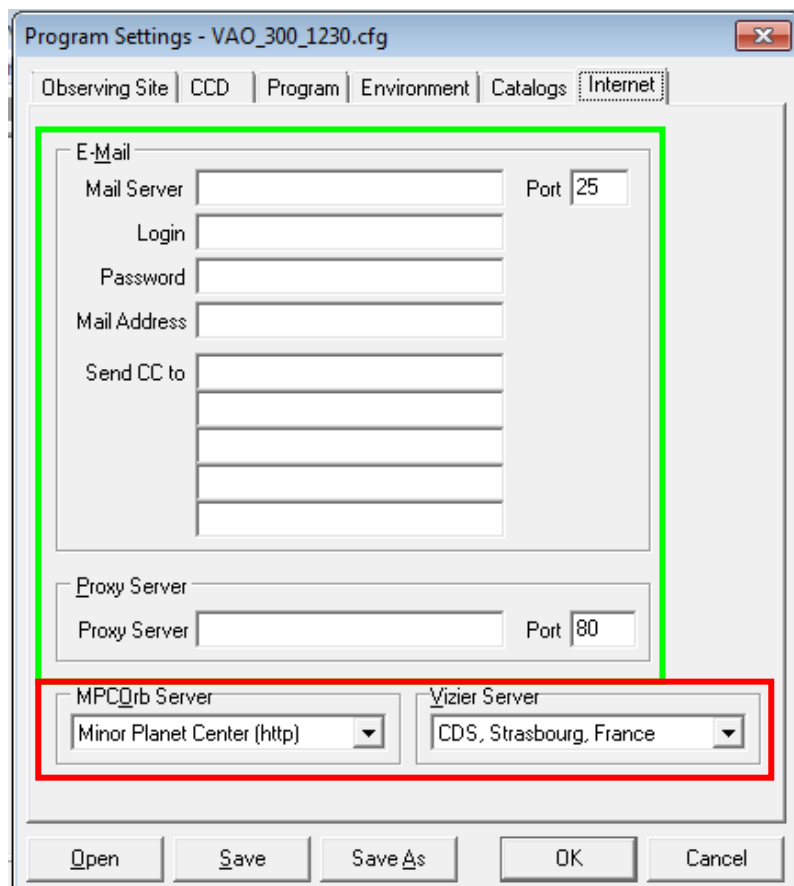 Program Settings - VAO_300_1230.cfg
Observing Site CCD Program Environment Catalogs Internet
E-Mail
Mail Server Port 25
Login
Password
Mail Address
Send CC to
Proxy Server
Proxy Server Port 80
MPCOrb Server Vizier Server
Minor Planet Center (http) CDS, Strasbourg, France
Open Save Save As OK Cancel